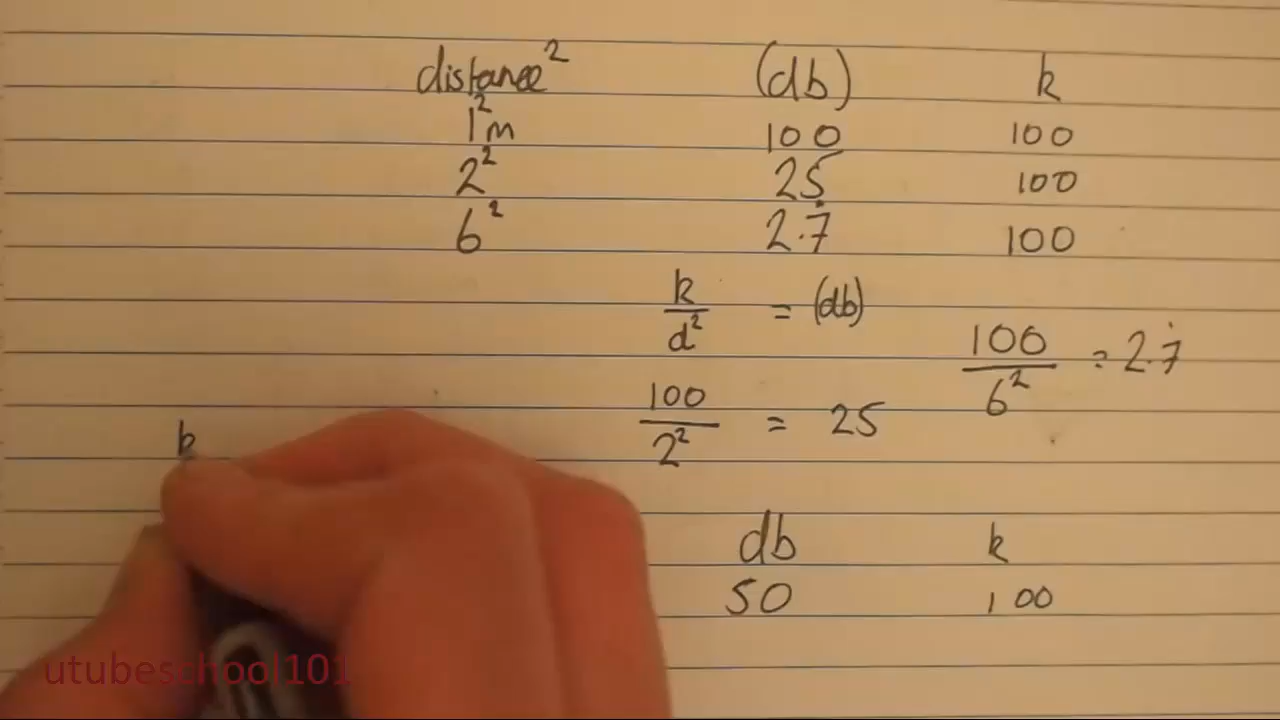 distance² (db) k
1²m 100 100
2² 25 100
6² 2.7̇ 100
k/d² = (db)
100/6² = 2.7̇
100/2² = 25
k
db k
50 100
utubeschool101